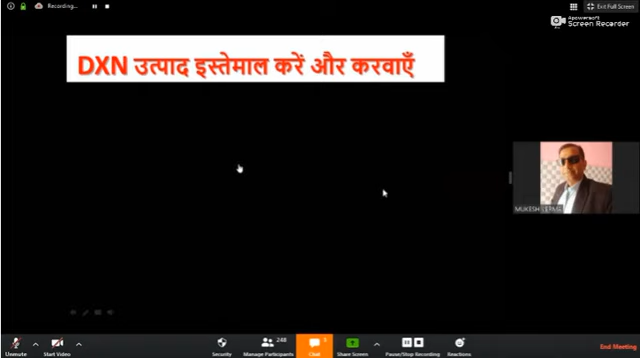 Recording...
Exit Full Screen
Apowersoft
Screen Recorder
DXN उत्पाद इस्तेमाल करें और करवाएँ
MUKESH
Unmute
Start Video
Security
248
Manage Participants
Chat
Share Screen
Pause/Stop Recording
Reactions
End Meeting